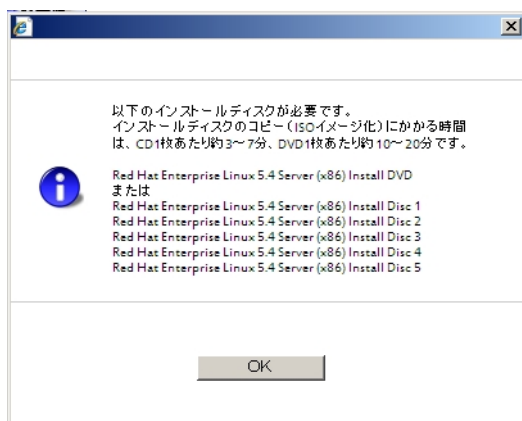 以下のインストールディスクが必要です。
インストールディスクのコピー(ISOイメージ化)にかかる時間
は、CD1枚あたり約3～7分、DVD1枚あたり約10～20分です。
Red Hat Enterprise Linux 5.4 Server (x86) Install DVD
または
Red Hat Enterprise Linux 5.4 Server (x86) Install Disc 1
Red Hat Enterprise Linux 5.4 Server (x86) Install Disc 2
Red Hat Enterprise Linux 5.4 Server (x86) Install Disc 3
Red Hat Enterprise Linux 5.4 Server (x86) Install Disc 4
Red Hat Enterprise Linux 5.4 Server (x86) Install Disc 5
OK